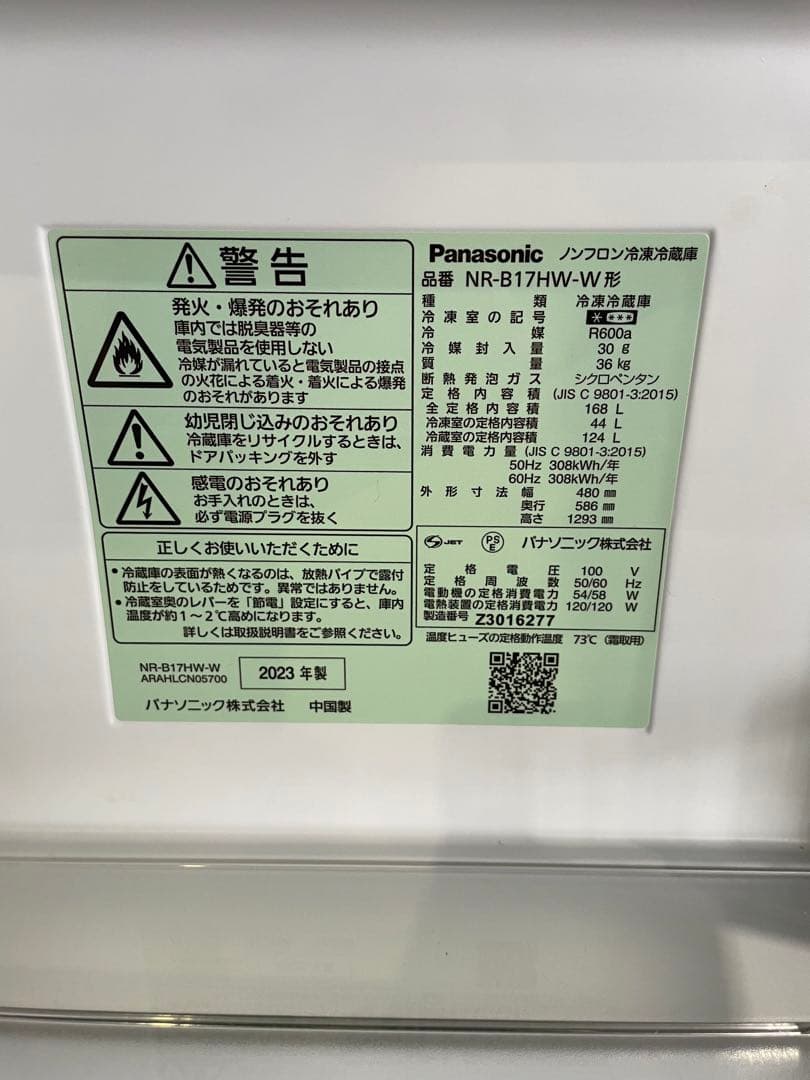 警告
発火・爆発のおそれあり
庫内では脱臭器等の
電気製品を使用しない
冷媒が漏れていると電気製品の接点
の火花による着火・着火による爆発
のおそれがあります
幼児閉じ込みのおそれあり
冷蔵庫をリサイクルするときは、
ドアパッキングを外す
感電のおそれあり
お手入れのときは、
必ず電源プラグを抜く
正しくお使いいただくために
・冷蔵庫の表面が熱くなるのは、放熱パイプで露付
防止をしているためです。異常ではありません。
・冷蔵室奥のレバーを「節電」設定にすると、庫内
温度が約1～2℃高めになります。
詳しくは取扱説明書をご参照ください。
NR-B17HW-W
ARAHLCN05700
2023年製
パナソニック株式会社 中国製
Panasonic ノンフロン冷凍冷蔵庫
品番 NR-B17HW-W形
種類 冷凍冷蔵庫
冷凍室の記号 ****
冷媒 R600a
冷媒封入量 30 g
質量 36 kg
断熱発泡ガス シクロペンタン
定格内容積 (JIS C 9801-3:2015)
全定格内容積 168 L
冷凍室の定格内容積 44 L
冷蔵室の定格内容積 124 L
消費電力量 (JIS C 9801-3:2015)
50Hz 308kWh/年
60Hz 308kWh/年
外形寸法 幅 480 mm
奥行 586 mm
高さ 1293 mm
JET PSE パナソニック株式会社
定格電圧 100 V
定格周波数 50/60 Hz
電動機の定格消費電力 54/58 W
電熱装置の定格消費電力 120/120 W
製造番号 Z3016277
温度ヒューズの定格動作温度 73℃（霜取用）